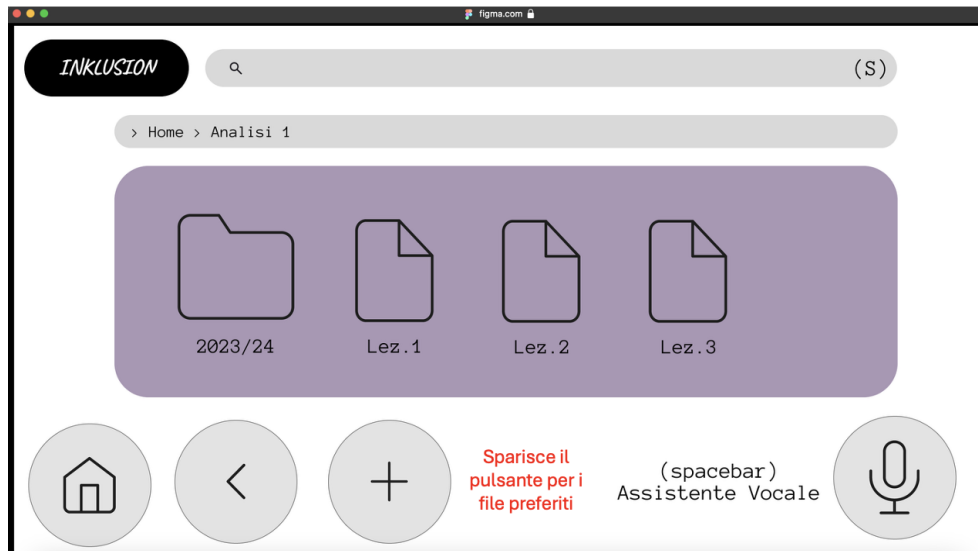 figma.com
INKLUSION
(S)
> Home > Analisi 1
2023/24
Lez.1
Lez.2
Lez.3
Sparisce il
pulsante per i
file preferiti
(spacebar)
Assistente Vocale